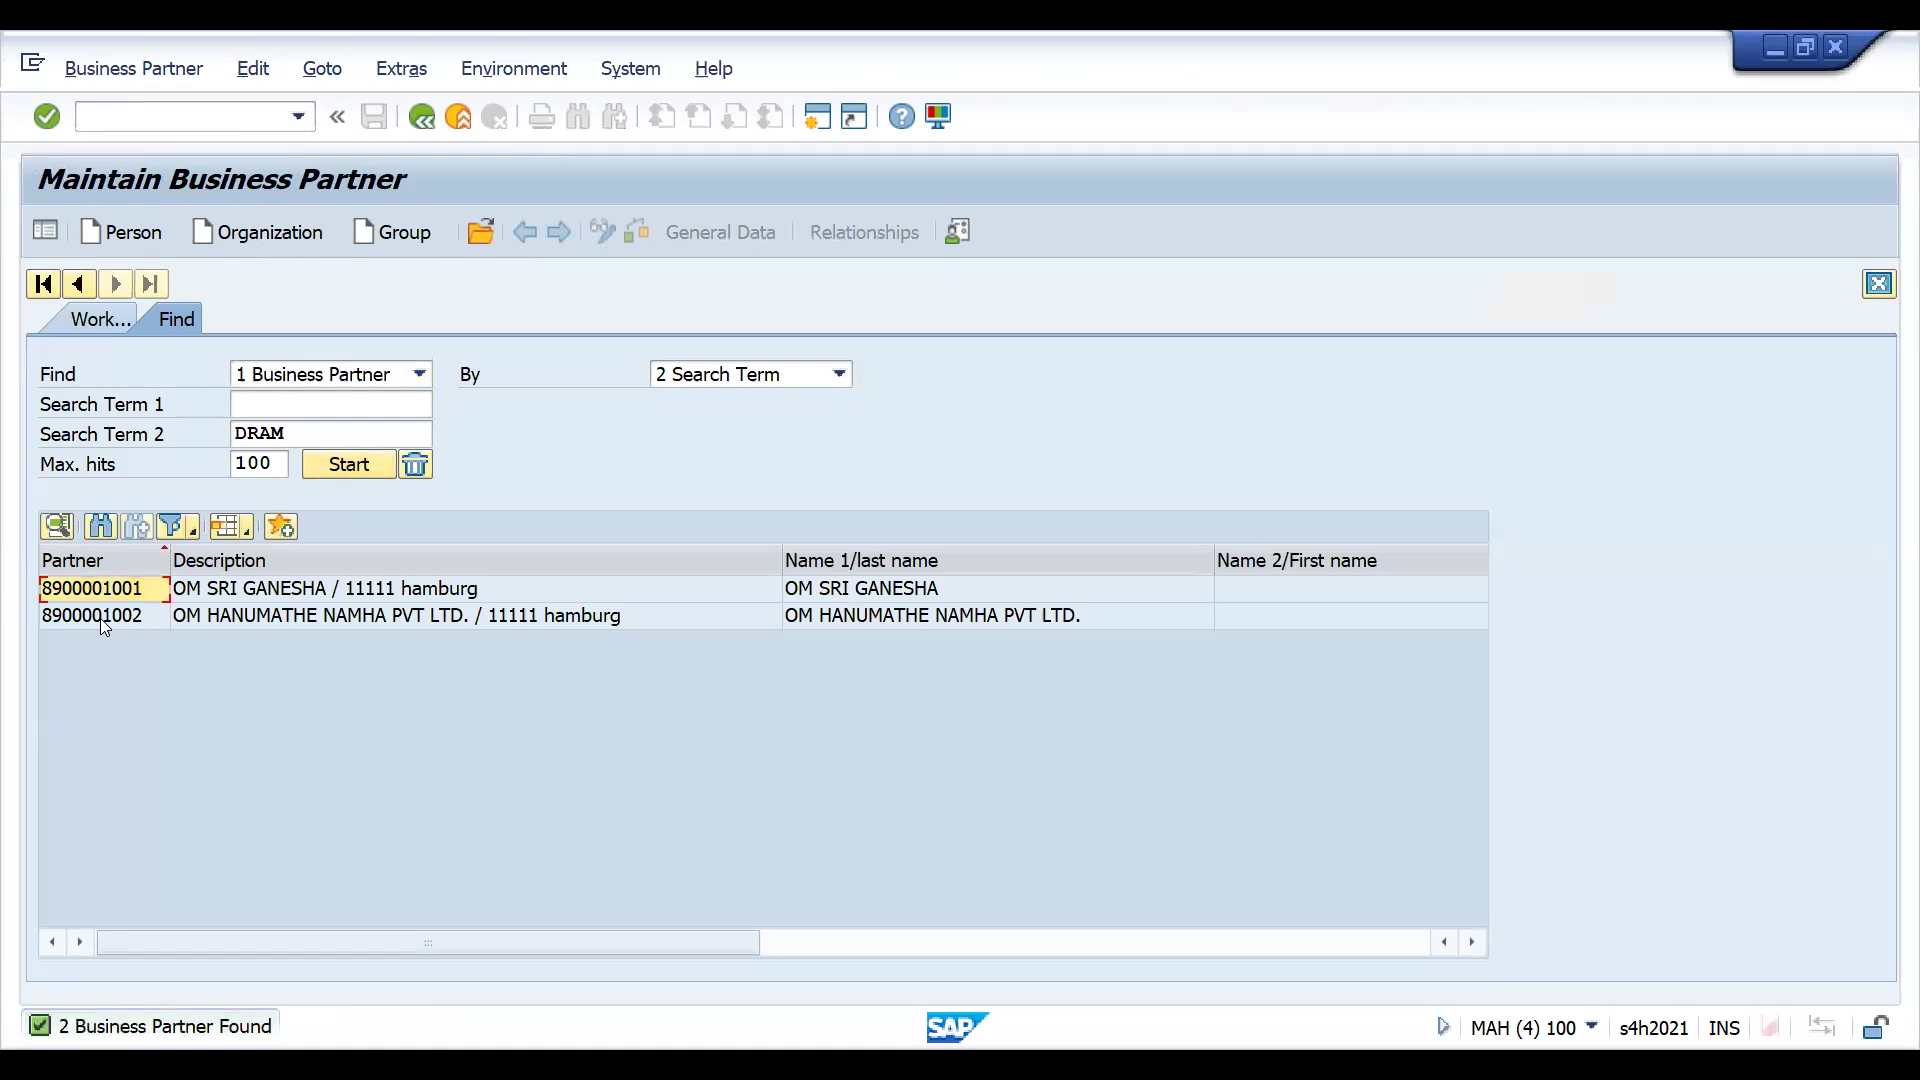 Business Partner Edit Goto Extras Environment System Help
Maintain Business Partner
Person Organization Group General Data Relationships
Work... Find
Find 1 Business Partner By 2 Search Term
Search Term 1
Search Term 2 DRAM
Max. hits 100 Start
Partner Description Name 1/last name Name 2/First name
8900001001 OM SRI GANESHA / 11111 hamburg OM SRI GANESHA
8900001002 OM HANUMATHE NAMHA PVT LTD. / 11111 hamburg OM HANUMATHE NAMHA PVT LTD.
2 Business Partner Found SAP MAH (4) 100 s4h2021 INS